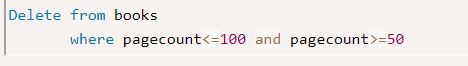 Delete from books
where pagecount<=100 and pagecount>=50